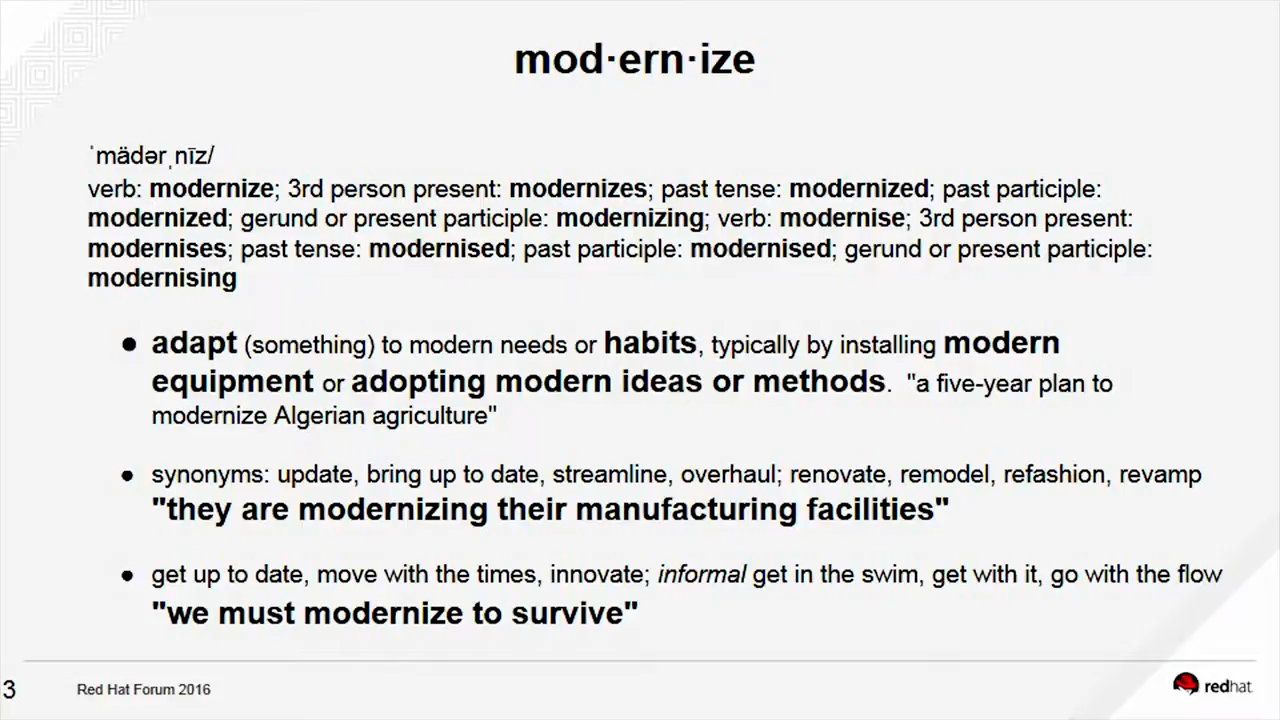 mod·ern·ize
ˈmädərˌnīz/
verb: modernize; 3rd person present: modernizes; past tense: modernized; past participle:
modernized; gerund or present participle: modernizing; verb: modernise; 3rd person present:
modernises; past tense: modernised; past participle: modernised; gerund or present participle:
modernising
● adapt (something) to modern needs or habits, typically by installing modern
equipment or adopting modern ideas or methods. "a five-year plan to
modernize Algerian agriculture"
● synonyms: update, bring up to date, streamline, overhaul; renovate, remodel, refashion, revamp
"they are modernizing their manufacturing facilities"
● get up to date, move with the times, innovate; informal get in the swim, get with it, go with the flow
"we must modernize to survive"
3 Red Hat Forum 2016
redhat.